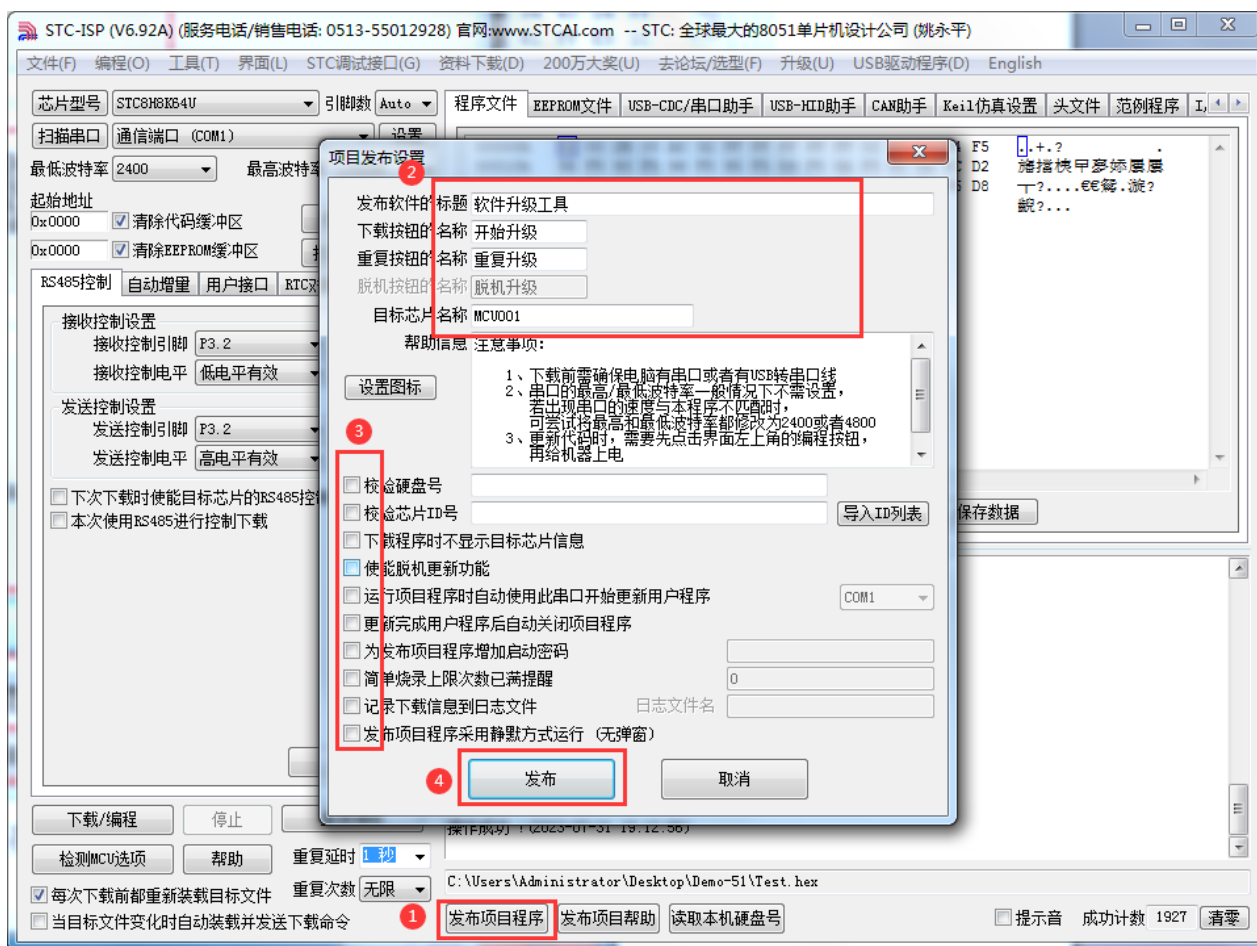 STC-ISP (V6.92A) (服务电话/销售电话: 0513-55012928) 官网:www.STCAI.com -- STC: 全球最大的8051单片机设计公司 (姚永平)
文件(F) 编程(O) 工具(T) 界面(L) STC调试接口(G) 资料下载(D) 200万大奖(U) 去论坛/选型(F) 升级(U) USB驱动程序(D) English
芯片型号 STC8H8K64U 引脚数 Auto
程序文件 EEPROM文件 USB-CDC/串口助手 USB-HID助手 CAN助手 Keil仿真设置 头文件 范例程序 I,
扫描串口 通信端口 (COM1) 设置
最低波特率 2400 最高波特率
F5 .+.?
D2
D8
起始地址
0x0000 清除代码缓冲区
0x0000 清除EEPROM缓冲区
RS485控制 自动增量 用户接口
接收控制设置
接收控制引脚 P3.2
接收控制电平 低电平有效
发送控制设置
发送控制引脚 P3.2
发送控制电平 高电平有效
下次下载时使能目标芯片的RS485控
本次使用RS485进行控制下载
项目发布设置
2
发布软件的标题 软件升级工具
下载按钮的名称 开始升级
重复按钮的名称 重复升级
脱机按钮的名称 脱机升级
目标芯片名称 MCU001
帮助信息 注意事项:
1、下载前需确保电脑有串口或者有USB转串口线
2、串口的最高/最低波特率一般情况下不需设置,
若出现串口的速度与本程序不匹配时,
可尝试将最高和最低波特率都修改为2400或者4800
3、更新代码时,需要先点击界面左上角的编程按钮,
再给机器上电
设置图标
3
校验硬盘号
校验芯片ID号 导入ID列表
下载程序时不显示目标芯片信息
使能脱机更新功能
运行项目程序时自动使用此串口开始更新用户程序 COM1
更新完成用户程序后自动关闭项目程序
为发布项目程序增加启动密码
简单烧录上限次数已满提醒 0
记录下载信息到日志文件 日志文件名
发布项目程序采用静默方式运行 (无弹窗)
4 发布 取消
保存数据
操作成功 !(2023-01-31 19:12:56)
下载/编程 停止
检测MCU选项 帮助 重复延时 1 秒
每次下载前都重新装载目标文件 重复次数 无限
当目标文件变化时自动装载并发送下载命令
C:\Users\Administrator\Desktop\Demo-51\Test.hex
1 发布项目程序 发布项目帮助 读取本机硬盘号 提示音 成功计数 1927 清零